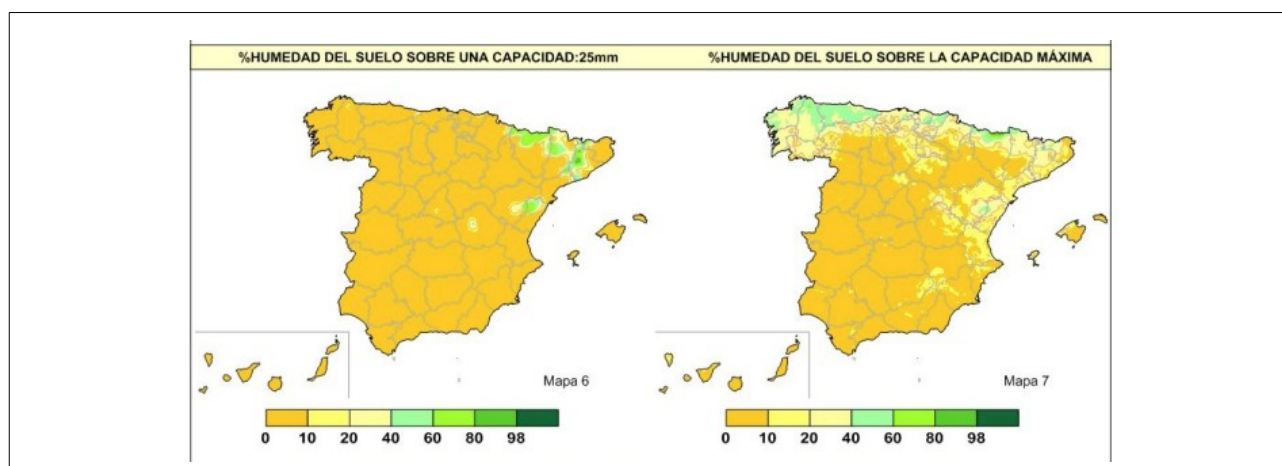 %HUMEDAD DEL SUELO SOBRE UNA CAPACIDAD:25mm
%HUMEDAD DEL SUELO SOBRE LA CAPACIDAD MÁXIMA
Mapa 6
Mapa 7
0 10 20 40 60 80 98
0 10 20 40 60 80 98